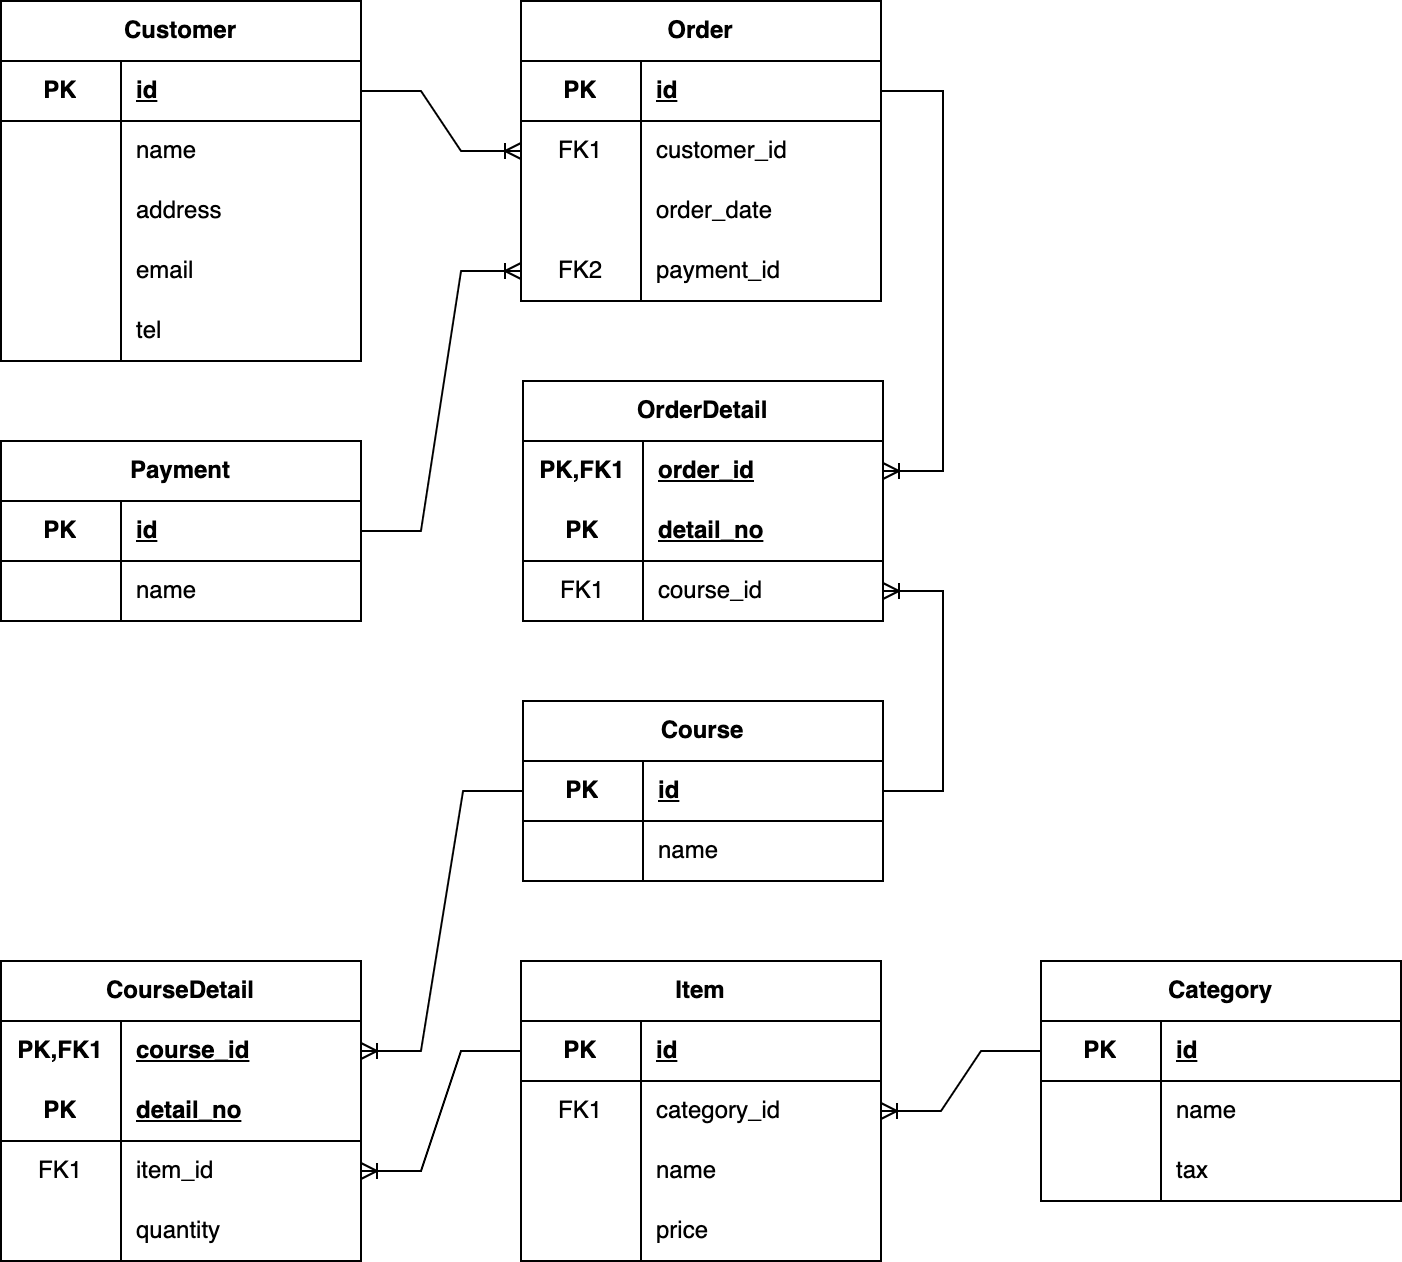 Customer
PK id
name
address
email
tel
Order
PK id
FK1 customer_id
order_date
FK2 payment_id
Payment
PK id
name
OrderDetail
PK,FK1 order_id
PK detail_no
FK1 course_id
Course
PK id
name
CourseDetail
PK,FK1 course_id
PK detail_no
FK1 item_id
quantity
Item
PK id
FK1 category_id
name
price
Category
PK id
name
tax